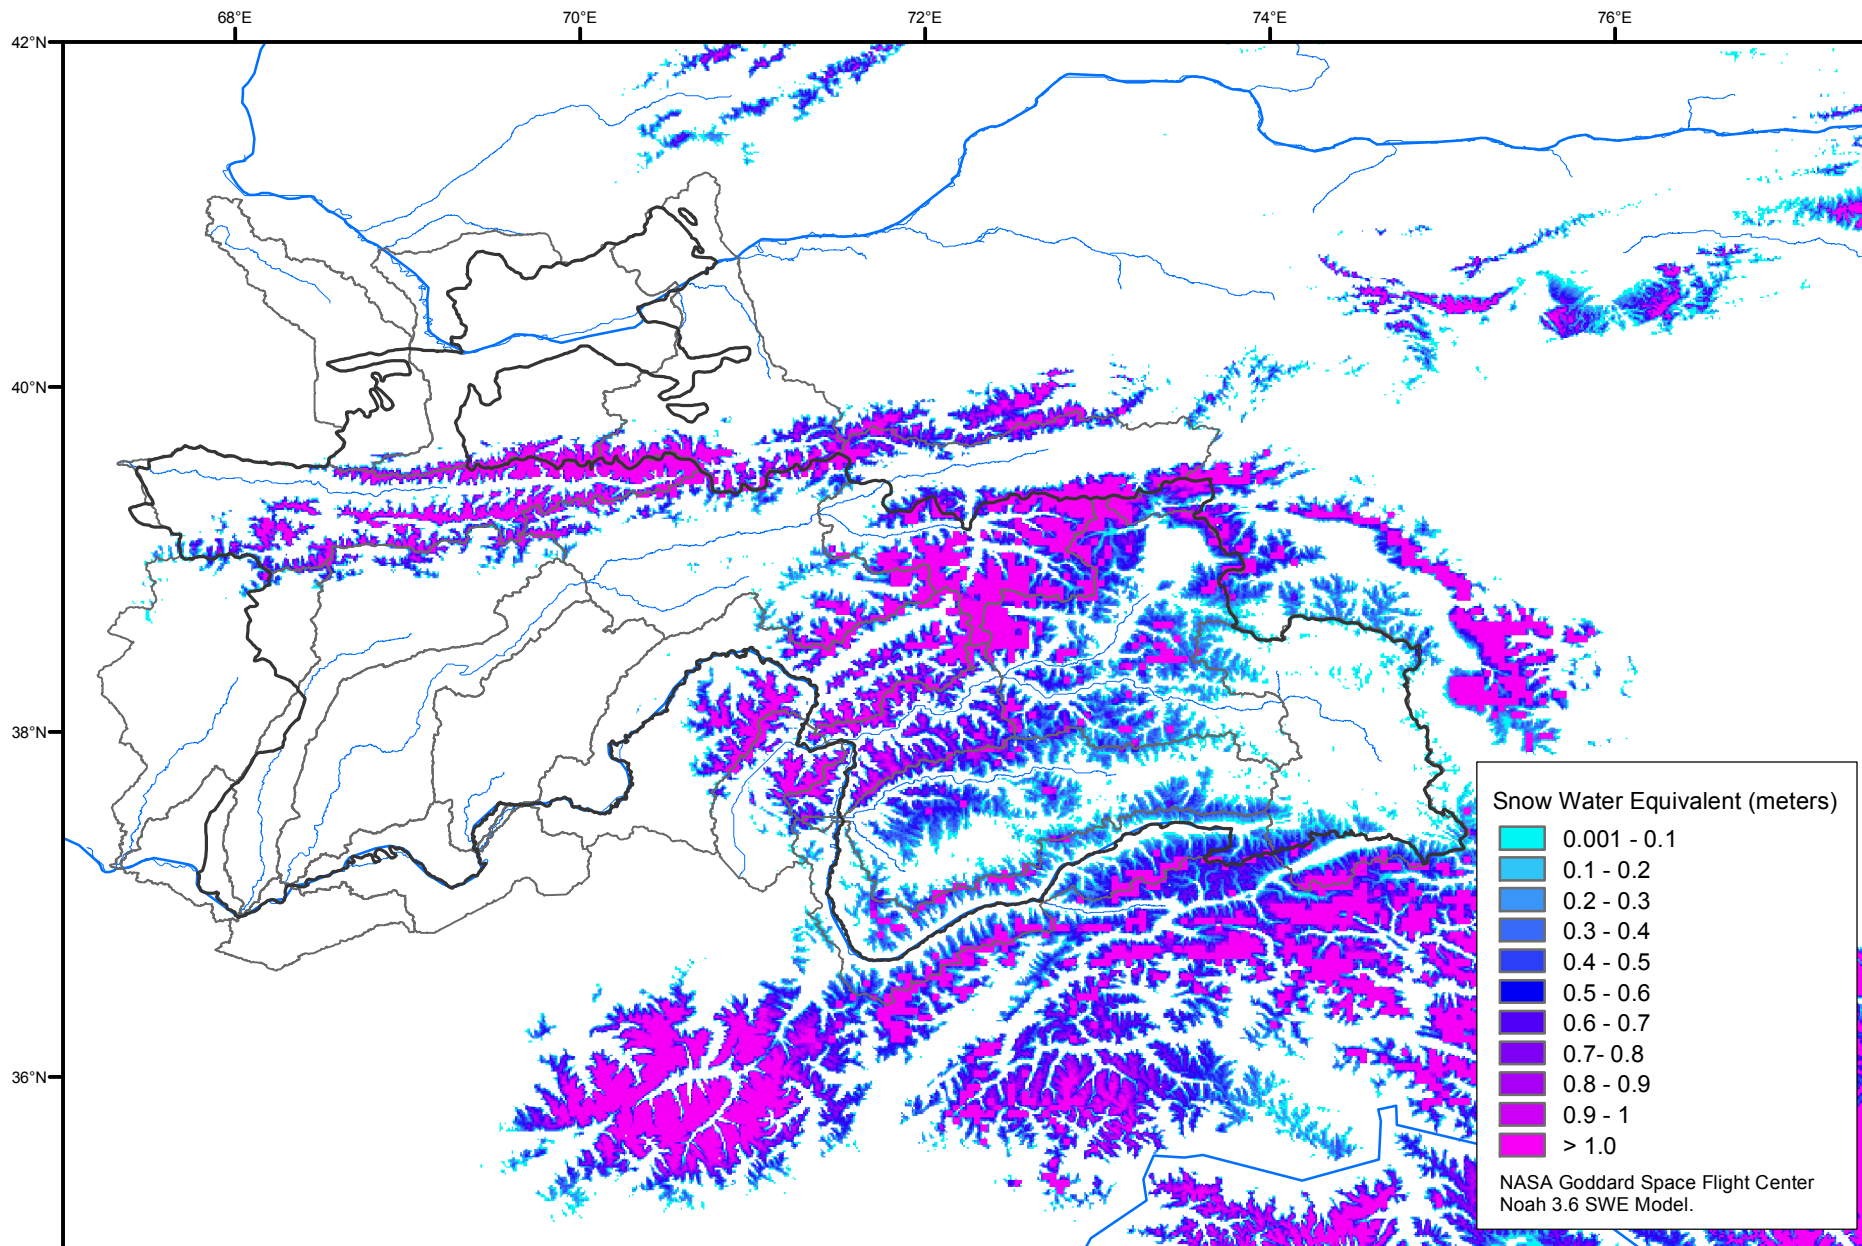 68°E
70°E
72°E
74°E
76°E
42°N
40°N
38°N
36°N
Snow Water Equivalent (meters)
0.001 - 0.1
0.1 - 0.2
0.2 - 0.3
0.3 - 0.4
0.4 - 0.5
0.5 - 0.6
0.6 - 0.7
0.7- 0.8
0.8 - 0.9
0.9 - 1
> 1.0
NASA Goddard Space Flight Center
Noah 3.6 SWE Model.